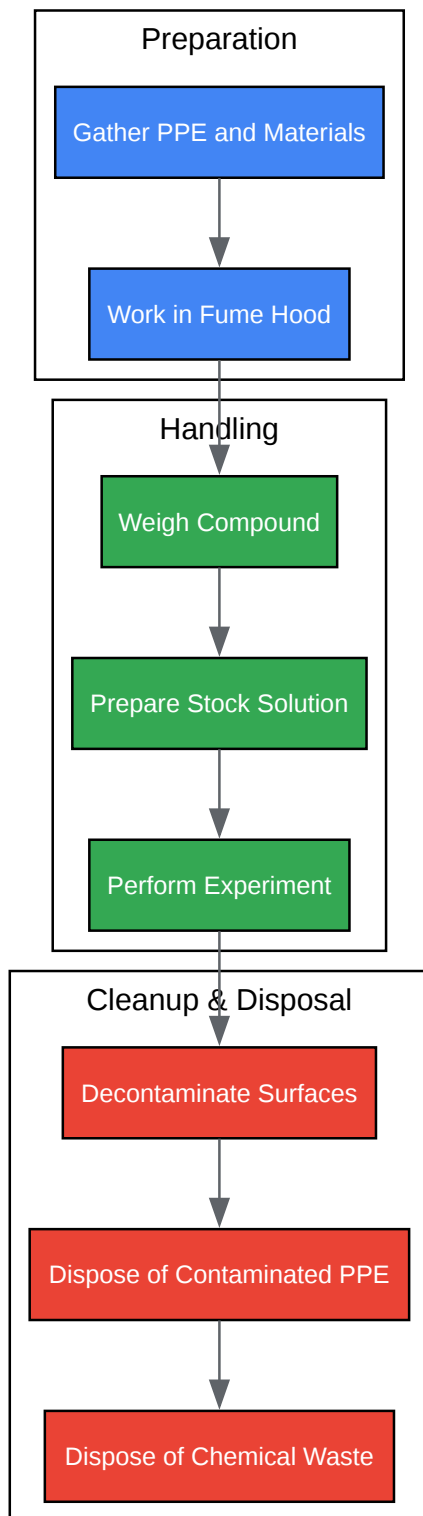 Preparation
Gather PPE and Materials
Work in Fume Hood
Handling
Weigh Compound
Prepare Stock Solution
Perform Experiment
Cleanup & Disposal
Decontaminate Surfaces
Dispose of Contaminated PPE
Dispose of Chemical Waste